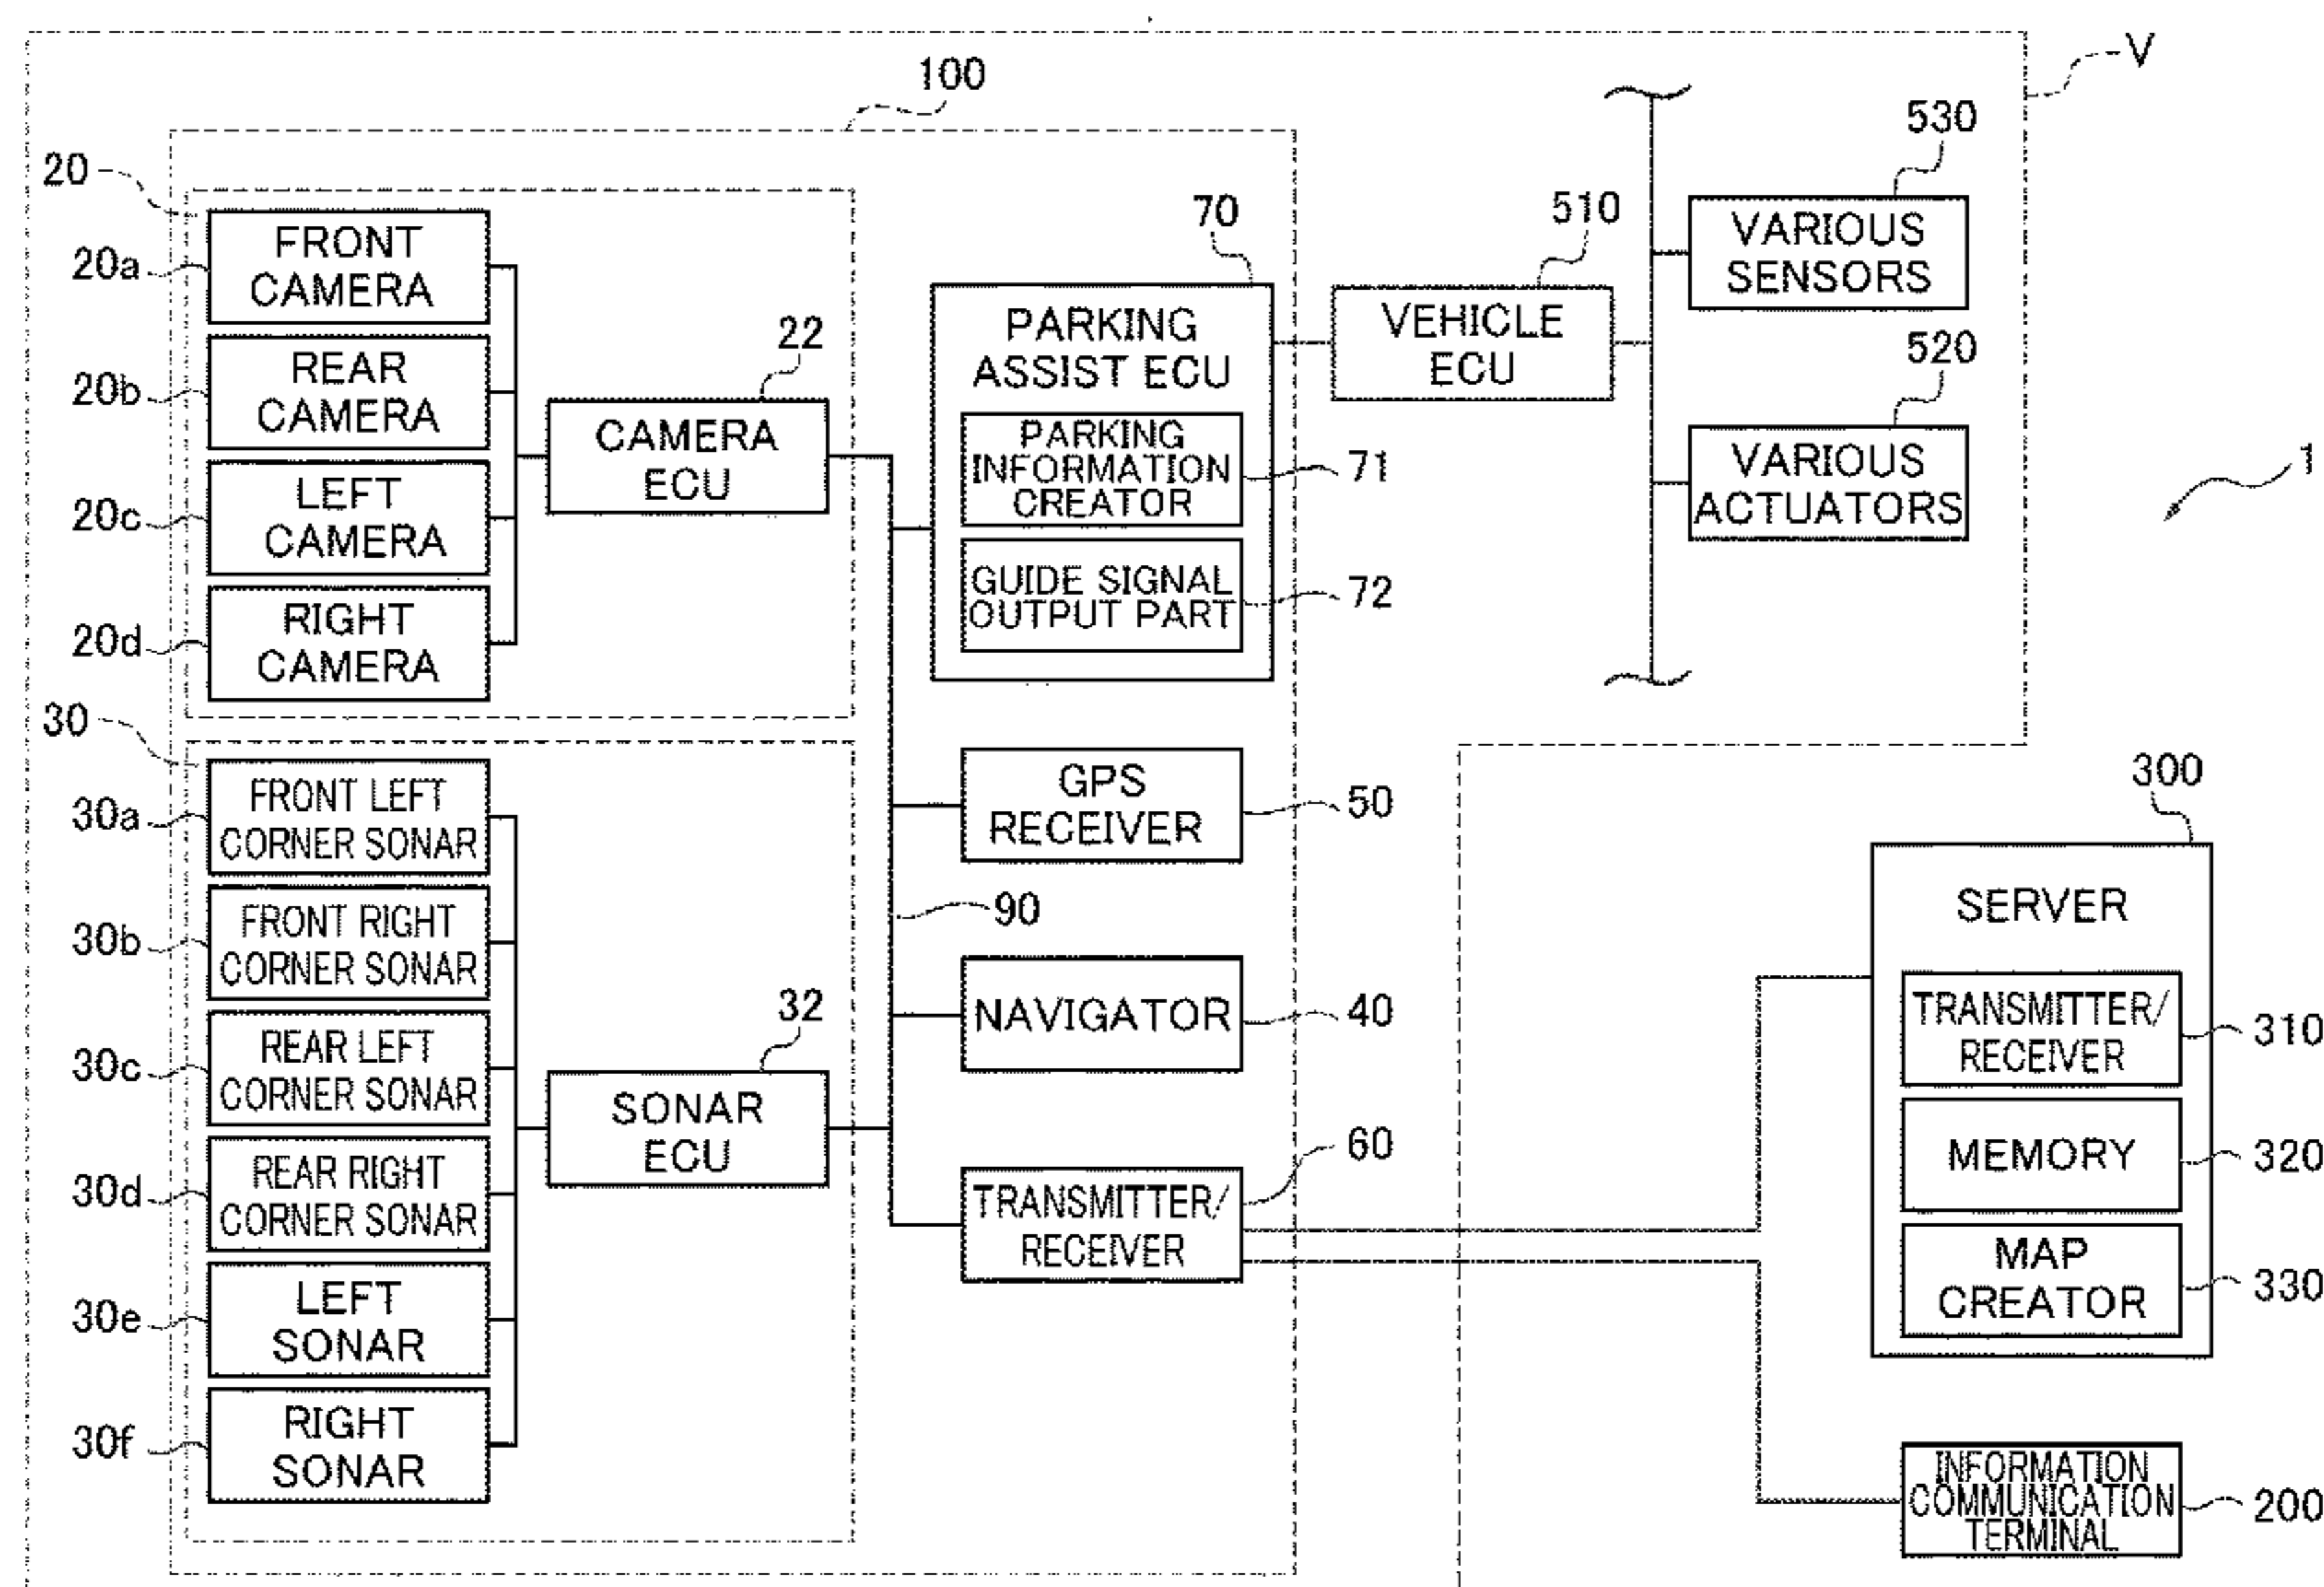 100
V
20
FRONT
CAMERA
20a
REAR
CAMERA
20b
LEFT
CAMERA
20c
RIGHT
CAMERA
20d
22
CAMERA
ECU
30
FRONT LEFT
CORNER SONAR
30a
FRONT RIGHT
CORNER SONAR
30b
REAR LEFT
CORNER SONAR
30c
REAR RIGHT
CORNER SONAR
30d
LEFT
SONAR
30e
RIGHT
SONAR
30f
32
SONAR
ECU
70
PARKING
ASSIST ECU
PARKING
INFORMATION
CREATOR
71
GUIDE SIGNAL
OUTPUT PART
72
GPS
RECEIVER
50
90
NAVIGATOR
40
60
TRANSMITTER/
RECEIVER
510
VEHICLE
ECU
530
VARIOUS
SENSORS
520
VARIOUS
ACTUATORS
1
300
SERVER
TRANSMITTER/
RECEIVER
310
MEMORY
320
MAP
CREATOR
330
INFORMATION
COMMUNICATION
TERMINAL
200